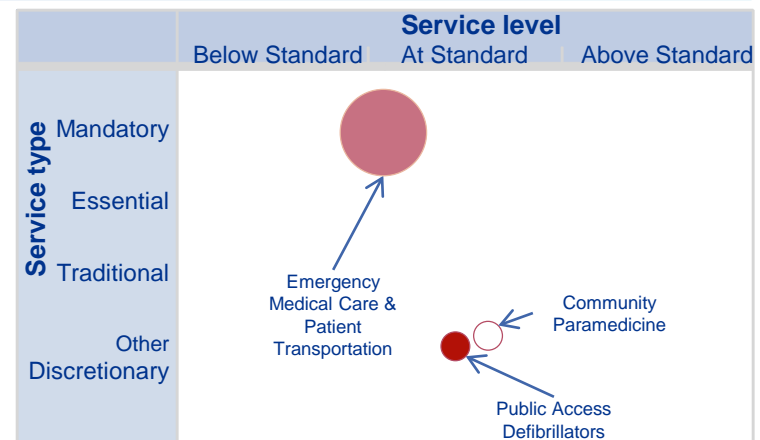 Service level
Below Standard
At Standard
Above Standard
Service type
Mandatory
Essential
Traditional
Other
Discretionary
Emergency
Medical Care &
Patient
Transportation
Community
Paramedicine
Public Access
Defibrillators